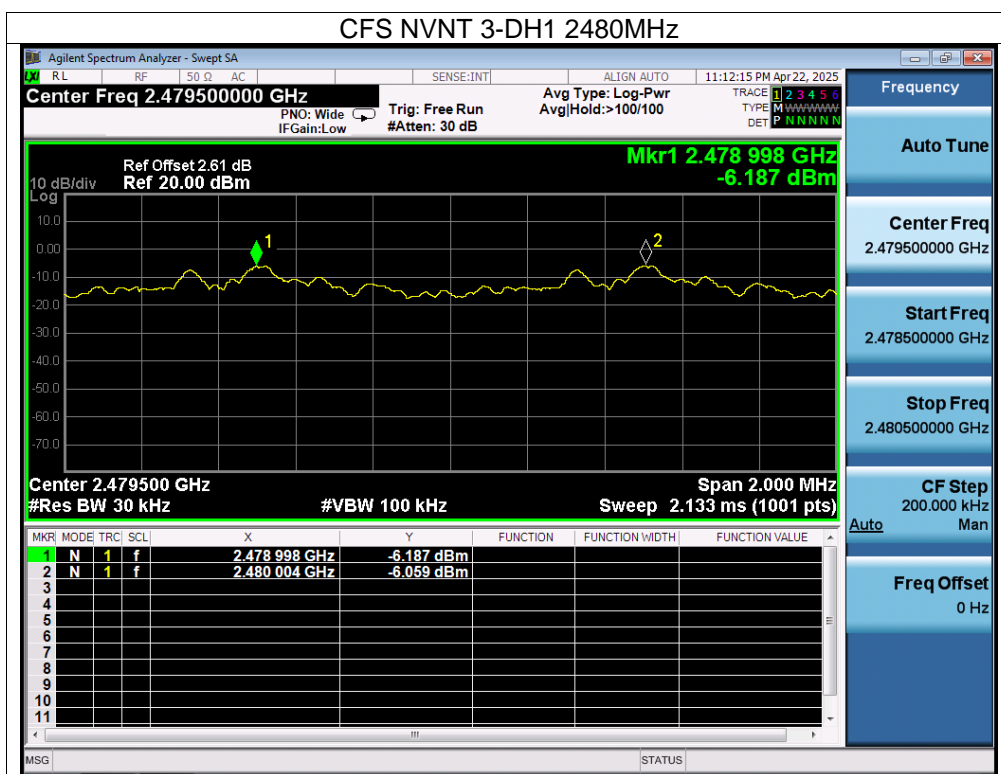 CFS NVNT 3-DH1 2480MHz
Agilent Spectrum Analyzer - Swept SA
LXI RL RF 50 Ω AC SENSE:INT ALIGN AUTO 11:12:15 PM Apr 22, 2025
Center Freq 2.479500000 GHz Avg Type: Log-Pwr TRACE 1 2 3 4 5 6
PNO: Wide Trig: Free Run Avg|Hold:>100/100 TYPE M W W W W W
IFGain:Low #Atten: 30 dB DET P N N N N N
Mkr1 2.478 998 GHz
-6.187 dBm
Ref Offset 2.61 dB
10 dB/div Ref 20.00 dBm
Log
10.0
0.00
-10.0
-20.0
-30.0
-40.0
-50.0
-60.0
-70.0
1
2
Center 2.479500 GHz Span 2.000 MHz
#Res BW 30 kHz #VBW 100 kHz Sweep 2.133 ms (1001 pts)
MKR MODE TRC SCL X Y FUNCTION FUNCTION WIDTH FUNCTION VALUE
1 N 1 f 2.478 998 GHz -6.187 dBm
2 N 1 f 2.480 004 GHz -6.059 dBm
3
4
5
6
7
8
9
10
11
MSG STATUS
Frequency
Auto Tune
Center Freq
2.479500000 GHz
Start Freq
2.478500000 GHz
Stop Freq
2.480500000 GHz
CF Step
200.000 kHz
Auto Man
Freq Offset
0 Hz